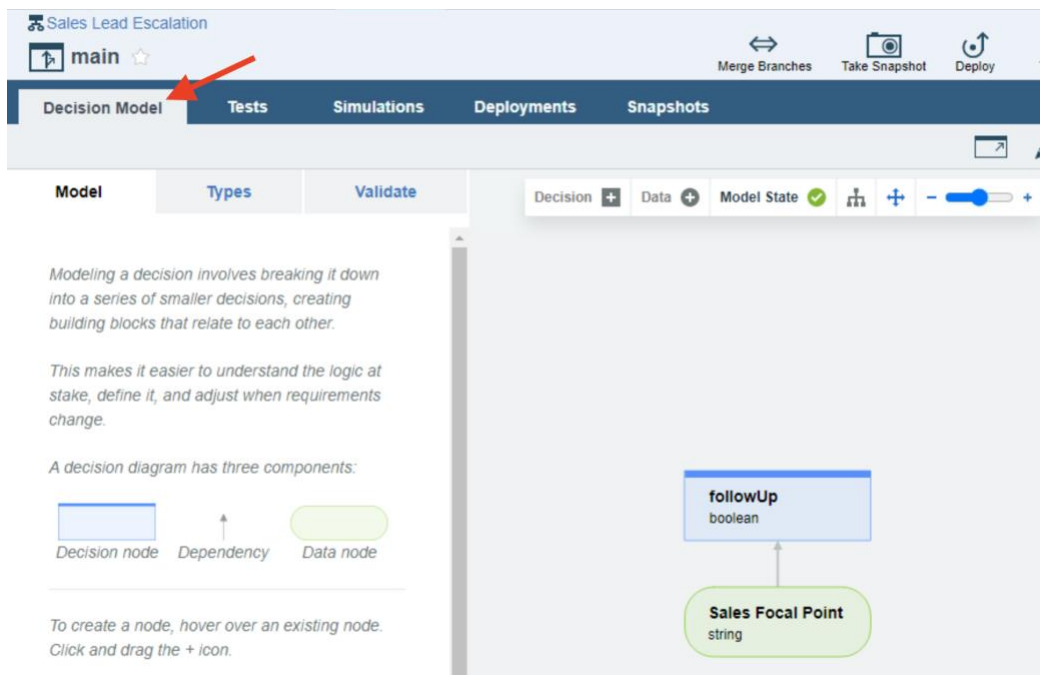 Sales Lead Escalation
main
Merge Branches
Take Snapshot
Deploy
Decision Model
Tests
Simulations
Deployments
Snapshots
Model
Types
Validate
Decision
Data
Model State
Modeling a decision involves breaking it down
into a series of smaller decisions, creating
building blocks that relate to each other.
This makes it easier to understand the logic at
stake, define it, and adjust when requirements
change.
A decision diagram has three components:
Decision node
Dependency
Data node
To create a node, hover over an existing node.
Click and drag the + icon.
followUp
boolean
Sales Focal Point
string